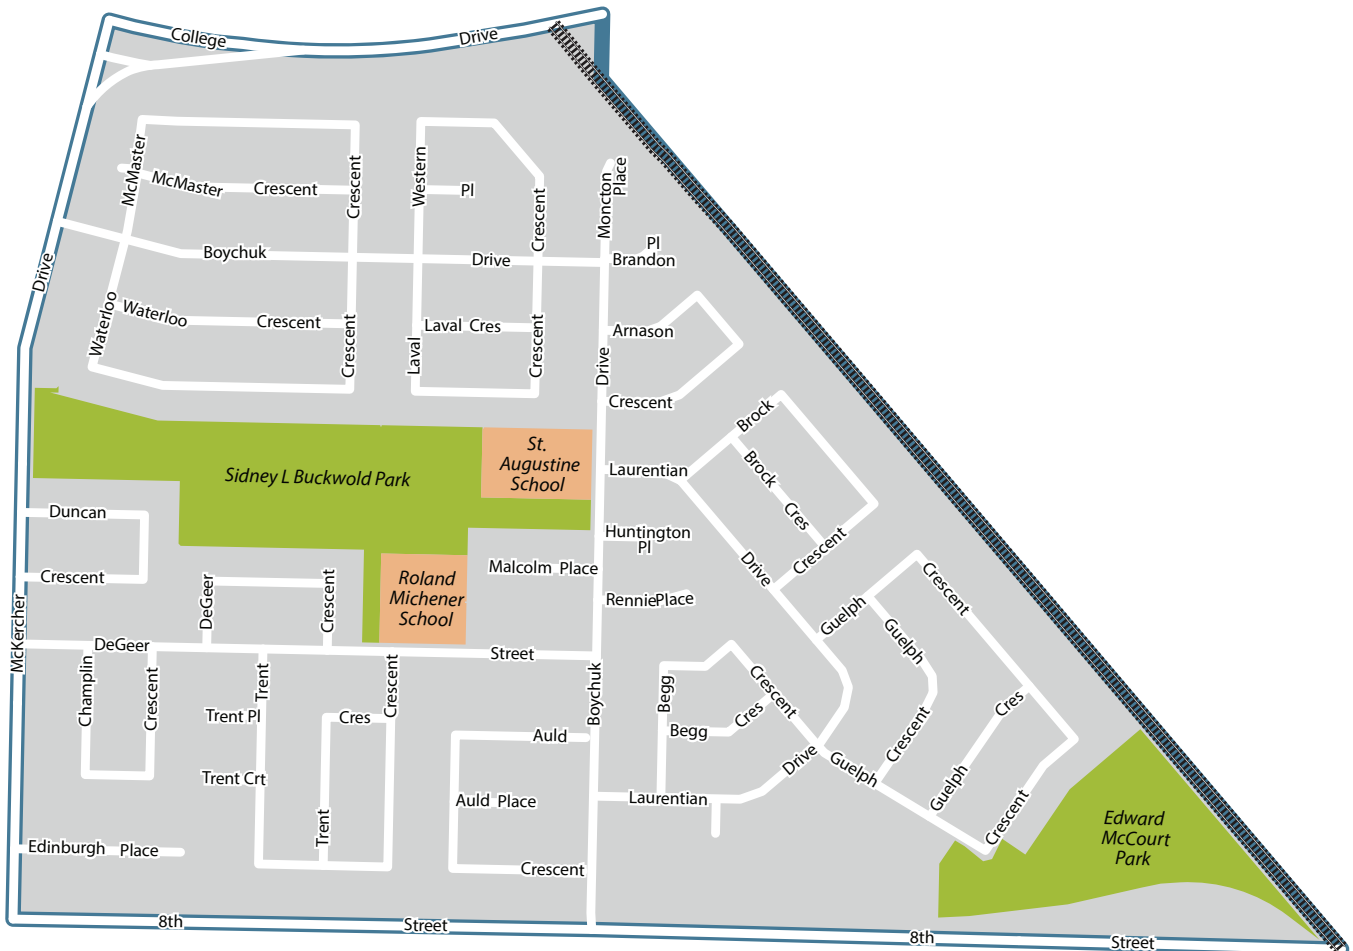 College
Drive
McMaster
McMaster
Crescent
Crescent
Western
Pl
Crescent
Moncton
Place
Boychuk
Drive
Pl
Brandon
Drive
Waterloo
Waterloo
Crescent
Crescent
Laval
Laval Cres
Crescent
Drive
Arnason
Crescent
Brock
Brock
Cres
Crescent
Sidney L Buckwold Park
St.
Augustine
School
Laurentian
Drive
Huntington
Pl
Malcolm Place
RenniePlace
Duncan
Crescent
McKercher
DeGeer
Crescent
Roland
Michener
School
DeGeer
Street
Champlin
Crescent
Trent
Trent Pl
Trent Crt
Cres
Trent
Crescent
Boychuk
Auld
Auld Place
Crescent
Begg
Begg
Cres
Crescent
Laurentian
Drive
Guelph
Guelph
Crescent
Crescent
Guelph
Guelph
Cres
Crescent
Edinburgh Place
Edward
McCourt
Park
8th
Street
8th
Street